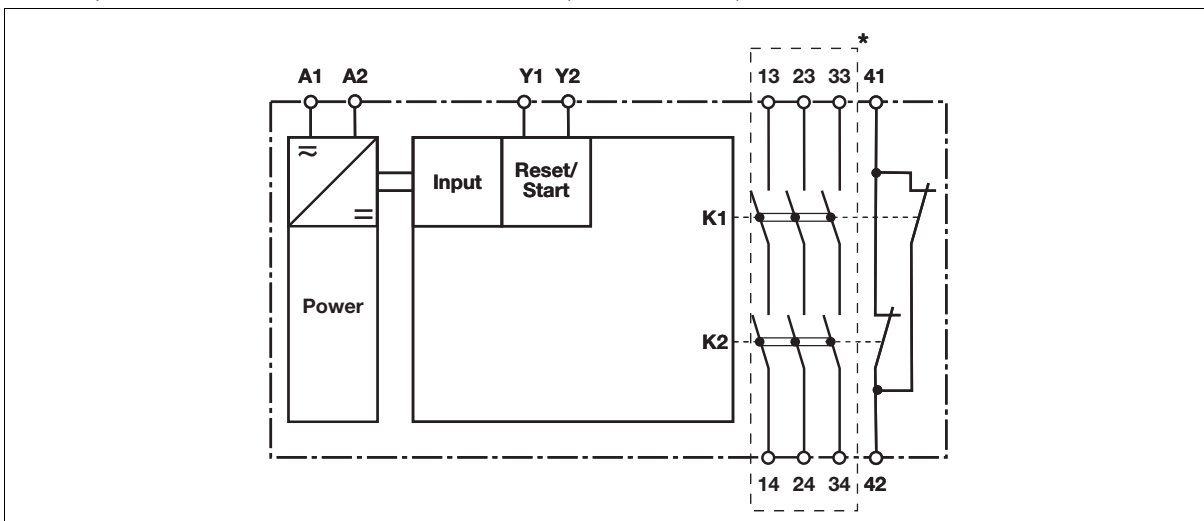 *
A1 A2 Y1 Y2 13 23 33 41
Input
Reset/
Start
K1
Power
K2
14 24 34 42